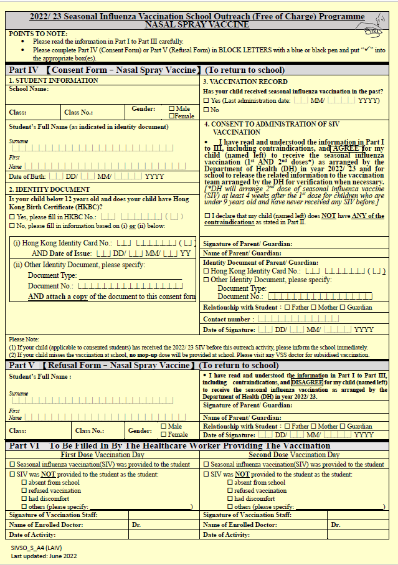 2022/ 23 Seasonal Influenza Vaccination School Outreach (Free of Charge) Programme
NASAL SPRAY VACCINE
POINTS TO NOTE:
• Please read the information in Part I to Part III carefully.
• Please complete Part IV (Consent Form) or Part V (Refusal Form) in BLOCK LETTERS with a blue or black pen and put "✓" into
the appropriate box(es).
Part IV 【Consent Form – Nasal Spray Vaccine】(To return to school)
1. STUDENT INFORMATION
School Name:
Class:
Class No.:
Gender: ☐ Male
☐Female
Student's Full Name (as indicated in identity document)
Surname
First
Name
Date of Birth: DD/ MM/ YYYY
2. IDENTITY DOCUMENT
Is your child below 12 years old and does your child have Hong
Kong Birth Certificate (HKBC)?
☐ Yes, please fill in HKBC No.: ( )
☐ No, please fill in information based on (i) or (ii) below:
(i) Hong Kong Identity Card No.: ( )
AND Date of Issue: DD/ MM/ YY
(ii) Other Identity Document, please specify:
Document Type:
Document No.:
AND attach a copy of the document to this consent form
3. VACCINATION RECORD
Has your child received seasonal influenza vaccination in the past?
☐ Yes (Last administration date: MM/ YYYY)
☐ No
4. CONSENT TO ADMINISTRATION OF SIV
VACCINATION
• I have read and understood the information in Part I
to III, including contraindications, and AGREE for my
child (named left) to receive the seasonal influenza
vaccination (1st AND 2nd doses*) as arranged by the
Department of Health (DH) in year 2022/ 23 and for
school to release the related information to the vaccination
team arranged by the DH for verification when necessary.
[*DH will arrange 2nd dose of seasonal influenza vaccine
(SIV) at least 4 weeks after the 1st dose for children who are
under 9 years old and have never received any SIV before.]
☐ I declare that my child (named left) does NOT have ANY of the
contraindications as stated in Part II.
Signature of Parent/ Guardian:
Name of Parent/ Guardian:
Identity Document of Parent/ Guardian:
☐ Hong Kong Identity Card No.: ( )
☐ Other Identity Document, please specify:
Document Type:
Document No.:
Relationship with Student : ☐ Father ☐ Mother ☐ Guardian
Contact number :
Date of Signature: DD/ MM/ YYYY
Please Note:
(1) If your child (applicable to consented students) has received the 2022/ 23 SIV before this outreach activity, please inform the school immediately.
(2) If your child misses the vaccination at school, no mop-up dose will be provided at school. Please visit any VSS doctor for subsidised vaccination.
Part V 【Refusal Form – Nasal Spray Vaccine】(To return to school)
Student's Full Name :
Surname
First
Name
Class:
Class No.:
Gender: ☐ Male
☐ Female
• I have read and understood the information in Part I to Part III,
including contraindications, and DISAGREE for my child (named left)
to receive the seasonal influenza vaccination as arranged by the
Department of Health (DH) in year 2022/ 23.
Signature of Parent/ Guardian:
Name of Parent/ Guardian:
Relationship with Student : ☐ Father ☐ Mother ☐ Guardian
Date of Signature: DD/ MM/ YYYY
Part VI To Be Filled In By The Healthcare Worker Providing The Vaccination
First Dose Vaccination Day
☐ Seasonal influenza vaccination(SIV) was provided to the student
☐ SIV was NOT provided to the student as the student:
☐ absent from school
☐ refused vaccination
☐ had discomfort
☐ others (please specify: )
Signature of Vaccination Staff:
Name of Enrolled Doctor: Dr.
Date of Activity:
Second Dose Vaccination Day
☐ Seasonal influenza vaccination(SIV) was provided to the student
☐ SIV was NOT provided to the student as the student:
☐ absent from school
☐ refused vaccination
☐ had discomfort
☐ others (please specify: )
Signature of Vaccination Staff:
Name of Enrolled Doctor: Dr.
Date of Activity:
SIVSO_S_A4 (LAIV)
Last updated: June 2022